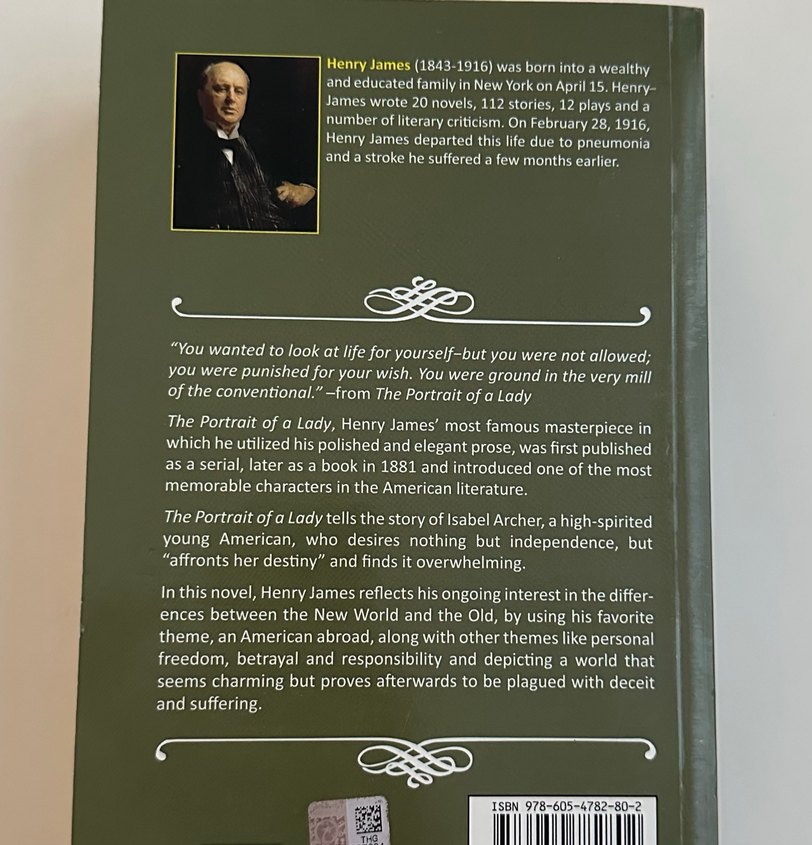 Henry James (1843-1916) was born into a wealthy
and educated family in New York on April 15. Henry–
James wrote 20 novels, 112 stories, 12 plays and a
number of literary criticism. On February 28, 1916,
Henry James departed this life due to pneumonia
and a stroke he suffered a few months earlier.
“You wanted to look at life for yourself–but you were not allowed;
you were punished for your wish. You were ground in the very mill
of the conventional.” –from The Portrait of a Lady
The Portrait of a Lady, Henry James’ most famous masterpiece in
which he utilized his polished and elegant prose, was first published
as a serial, later as a book in 1881 and introduced one of the most
memorable characters in the American literature.
The Portrait of a Lady tells the story of Isabel Archer, a high-spirited
young American, who desires nothing but independence, but
“affronts her destiny” and finds it overwhelming.
In this novel, Henry James reflects his ongoing interest in the differ-
ences between the New World and the Old, by using his favorite
theme, an American abroad, along with other themes like personal
freedom, betrayal and responsibility and depicting a world that
seems charming but proves afterwards to be plagued with deceit
and suffering.
ISBN 978-605-4782-80-2
THG